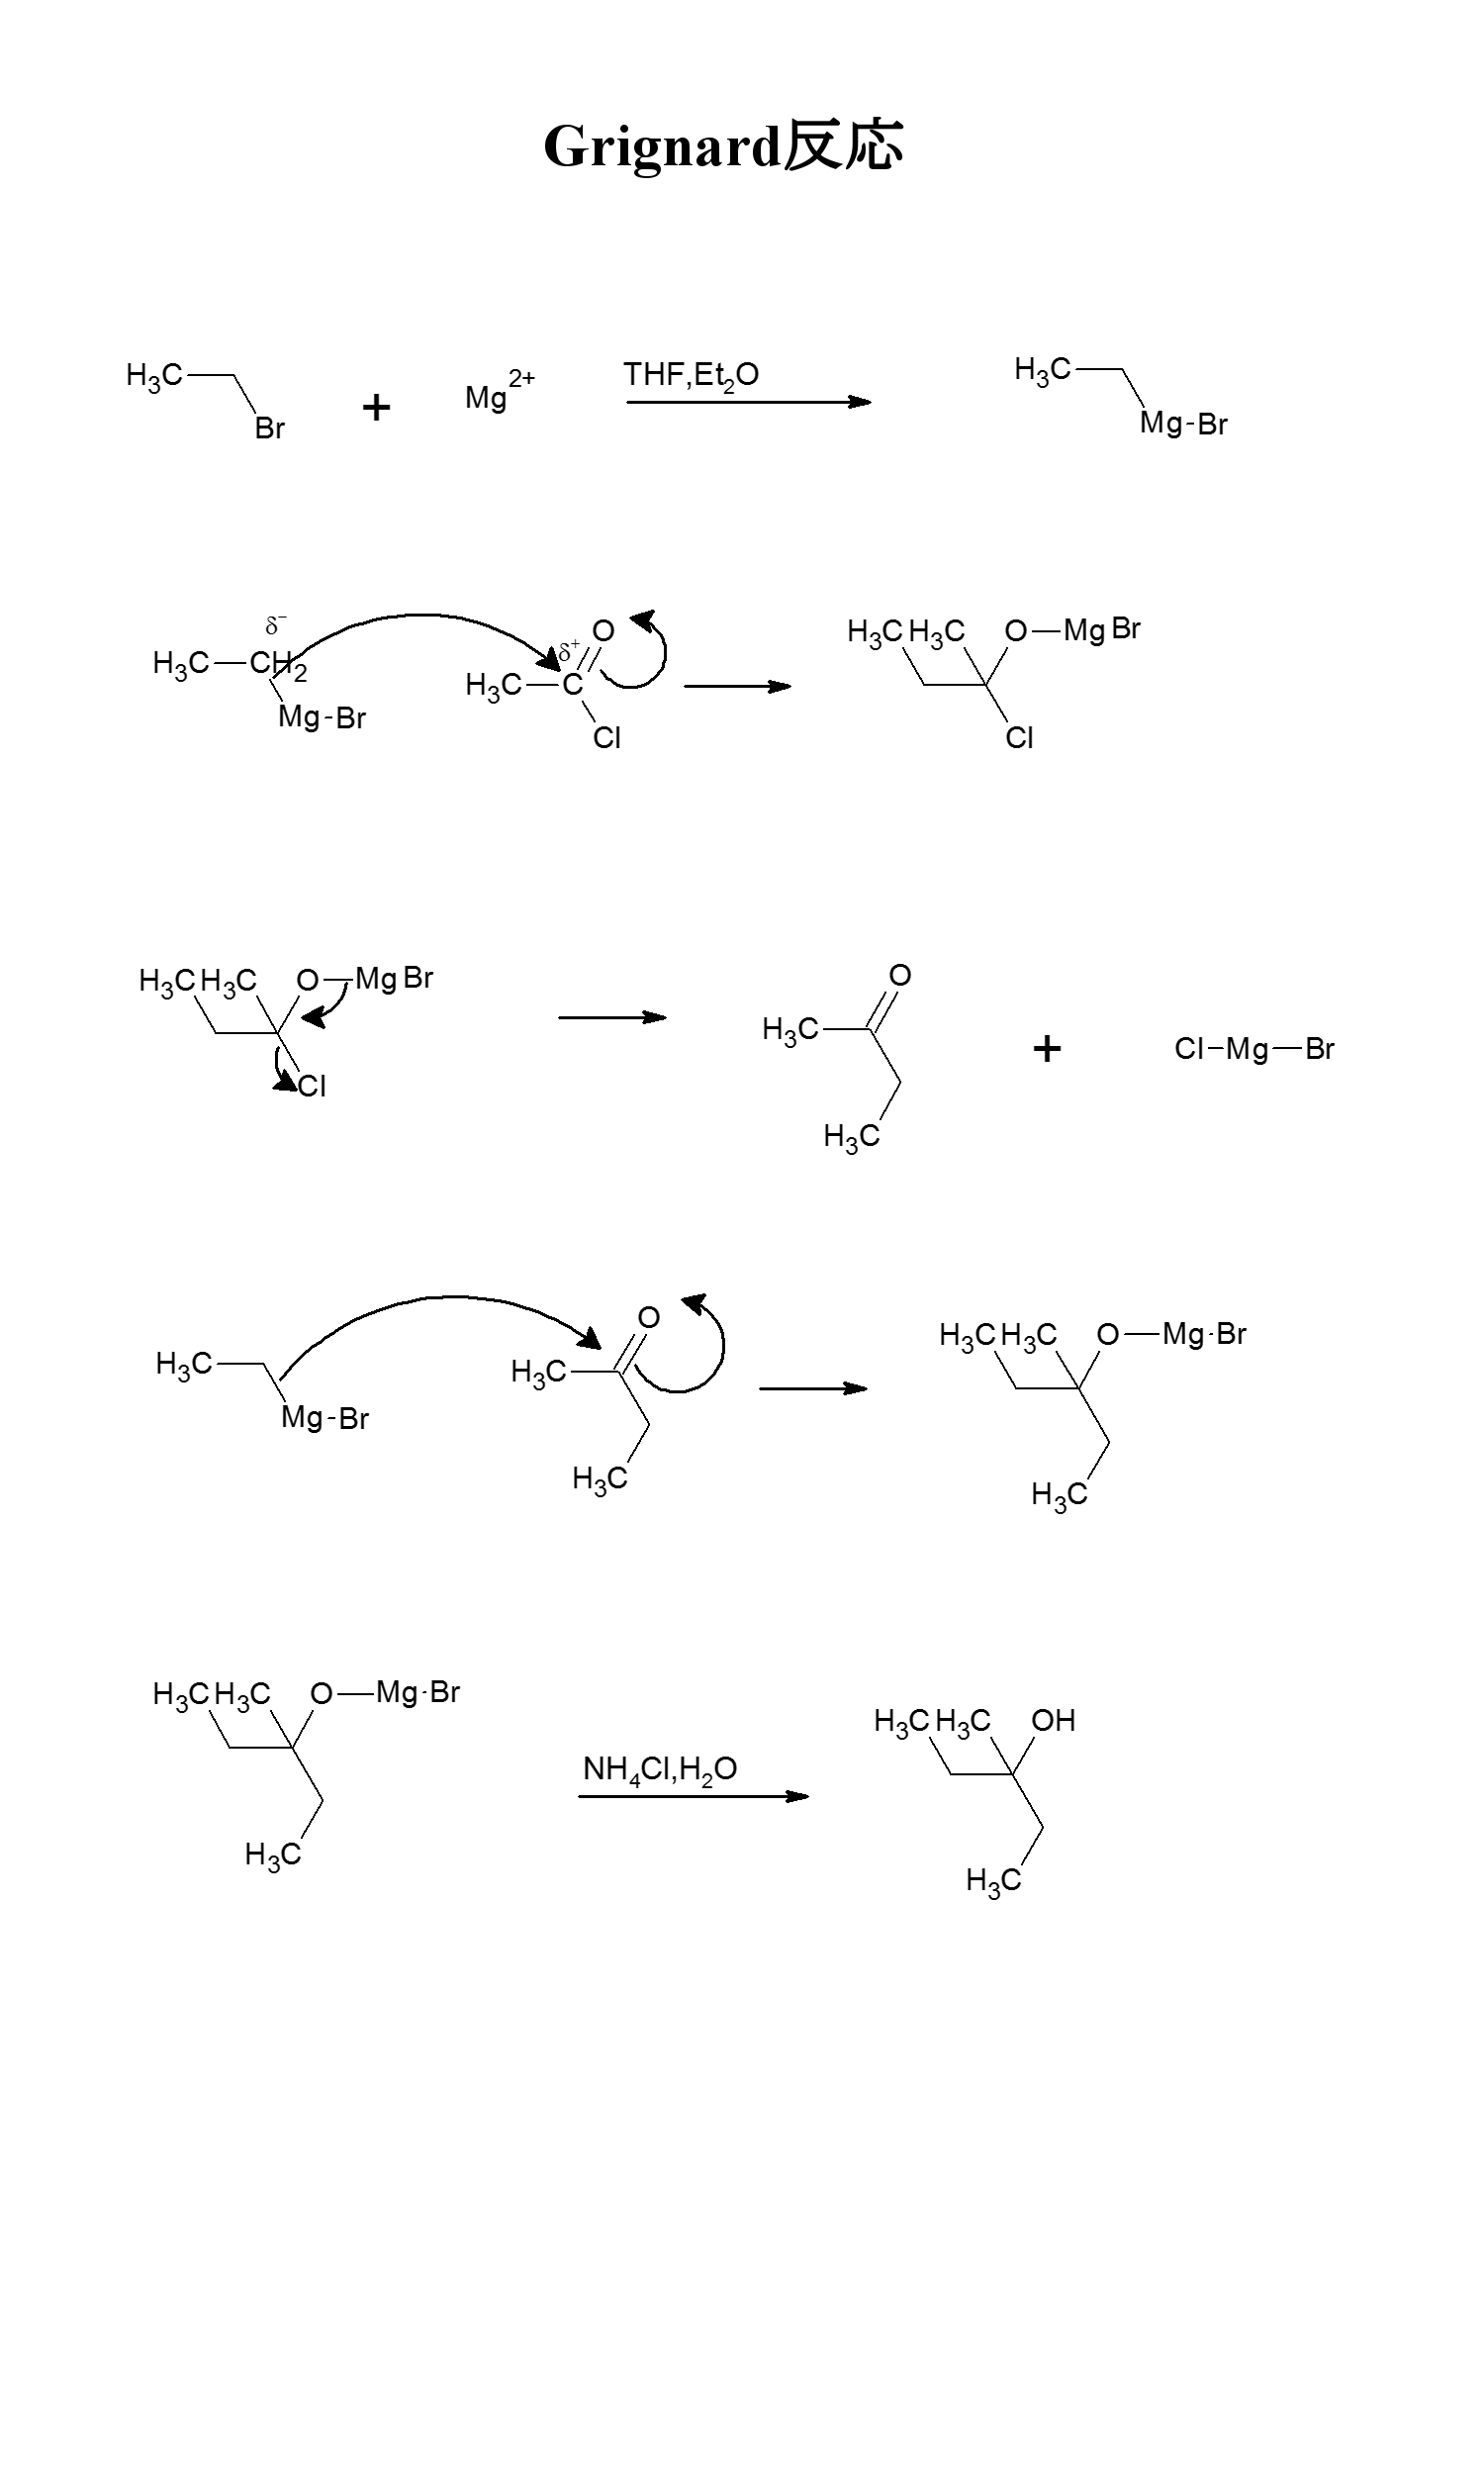 Grignard反応
H₃C Br + Mg²⁺ THF,Et₂O H₃C Mg-Br
δ⁻ H₃C-CH₂ Mg-Br H₃C C δ⁺ O Cl H₃C H₃C O-Mg Br Cl
H₃C H₃C O-Mg Br Cl H₃C O H₃C + Cl-Mg-Br
H₃C Mg-Br H₃C O H₃C H₃C H₃C O-Mg-Br H₃C
H₃C H₃C O-Mg-Br H₃C NH₄Cl,H₂O H₃C H₃C OH H₃C